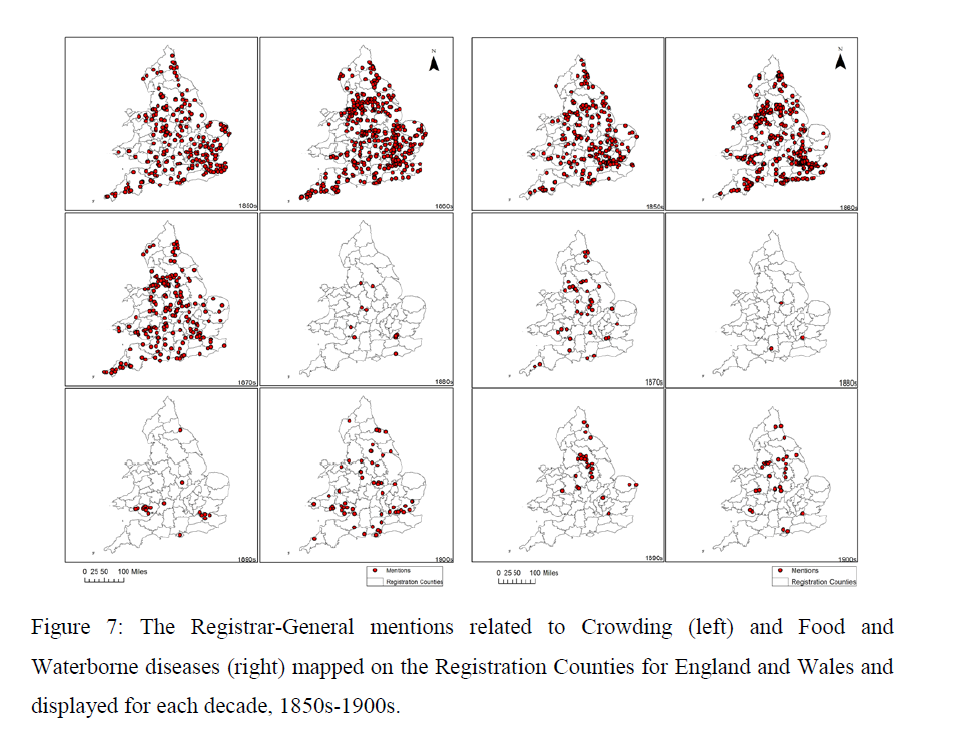 N
N
1850s
1860s
1850s
1860s
1870s
1880s
1870s
1880s
1890s
1900s
1890s
1900s
0 25 50 100 Miles
Mentions
Registration Counties
0 25 50 100 Miles
Mentions
Registration Counties
Figure 7: The Registrar-General mentions related to Crowding (left) and Food and
Waterborne diseases (right) mapped on the Registration Counties for England and Wales and
displayed for each decade, 1850s-1900s.